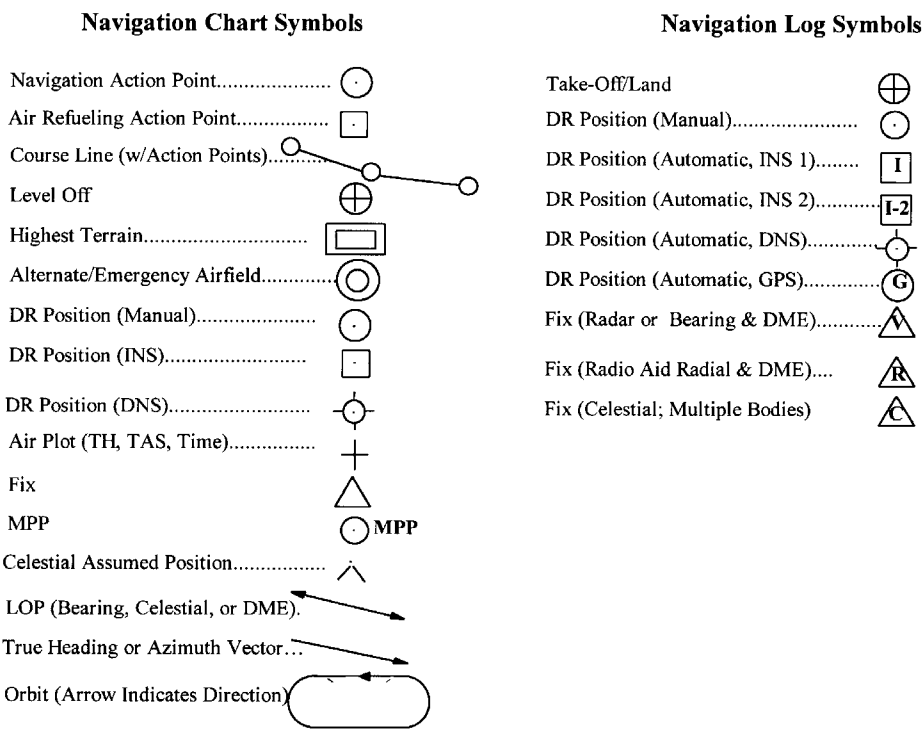 Navigation Chart Symbols
Navigation Action Point......................
Air Refueling Action Point..................
Course Line (w/Action Points)...........
Level Off
Highest Terrain.............................
Alternate/Emergency Airfield..............
DR Position (Manual).....................
DR Position (INS)..........................
DR Position (DNS).........................
Air Plot (TH, TAS, Time)................
Fix
MPP
MPP
Celestial Assumed Position.................
LOP (Bearing, Celestial, or DME).
True Heading or Azimuth Vector...
Orbit (Arrow Indicates Direction)
Navigation Log Symbols
Take-Off/Land
DR Position (Manual).......................
DR Position (Automatic, INS 1)........
I
DR Position (Automatic, INS 2)............
I-2
DR Position (Automatic, DNS)............
DR Position (Automatic, GPS)..............
G
Fix (Radar or Bearing & DME)...........
V
Fix (Radio Aid Radial & DME)....
R
Fix (Celestial; Multiple Bodies)
C